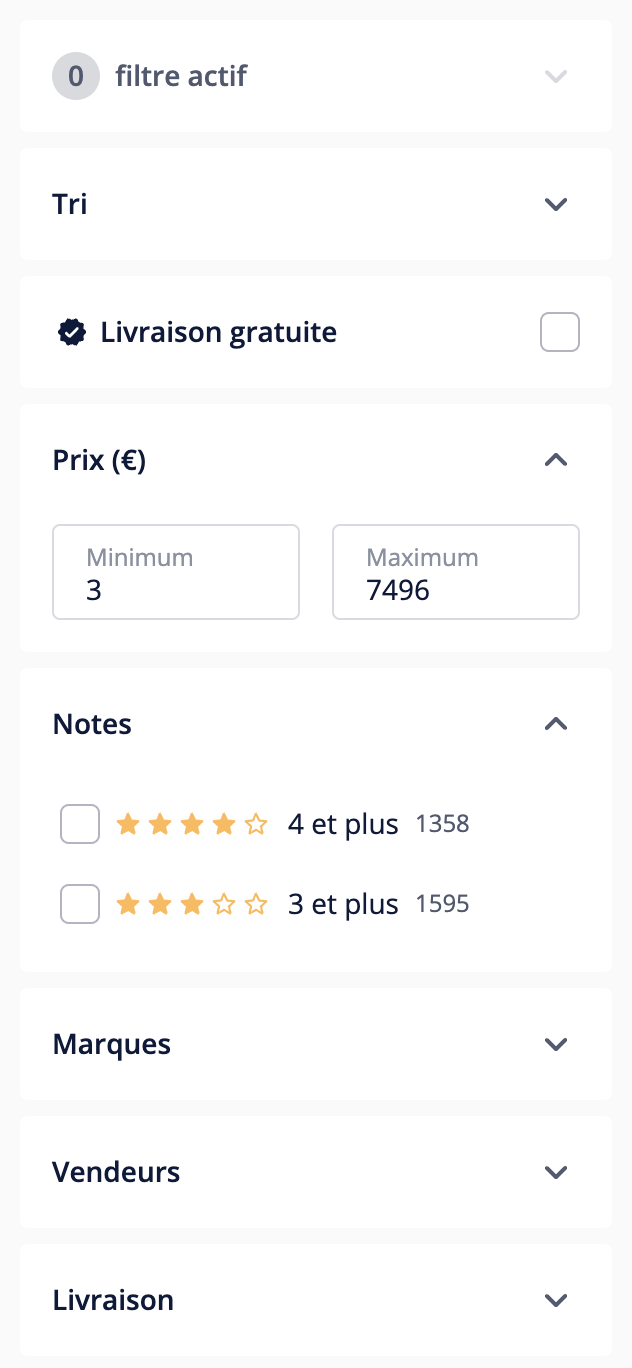 0 filtre actif
Tri
Livraison gratuite
Prix (€)
Minimum Maximum
3 7496
Notes
4 et plus 1358
3 et plus 1595
Marques
Vendeurs
Livraison